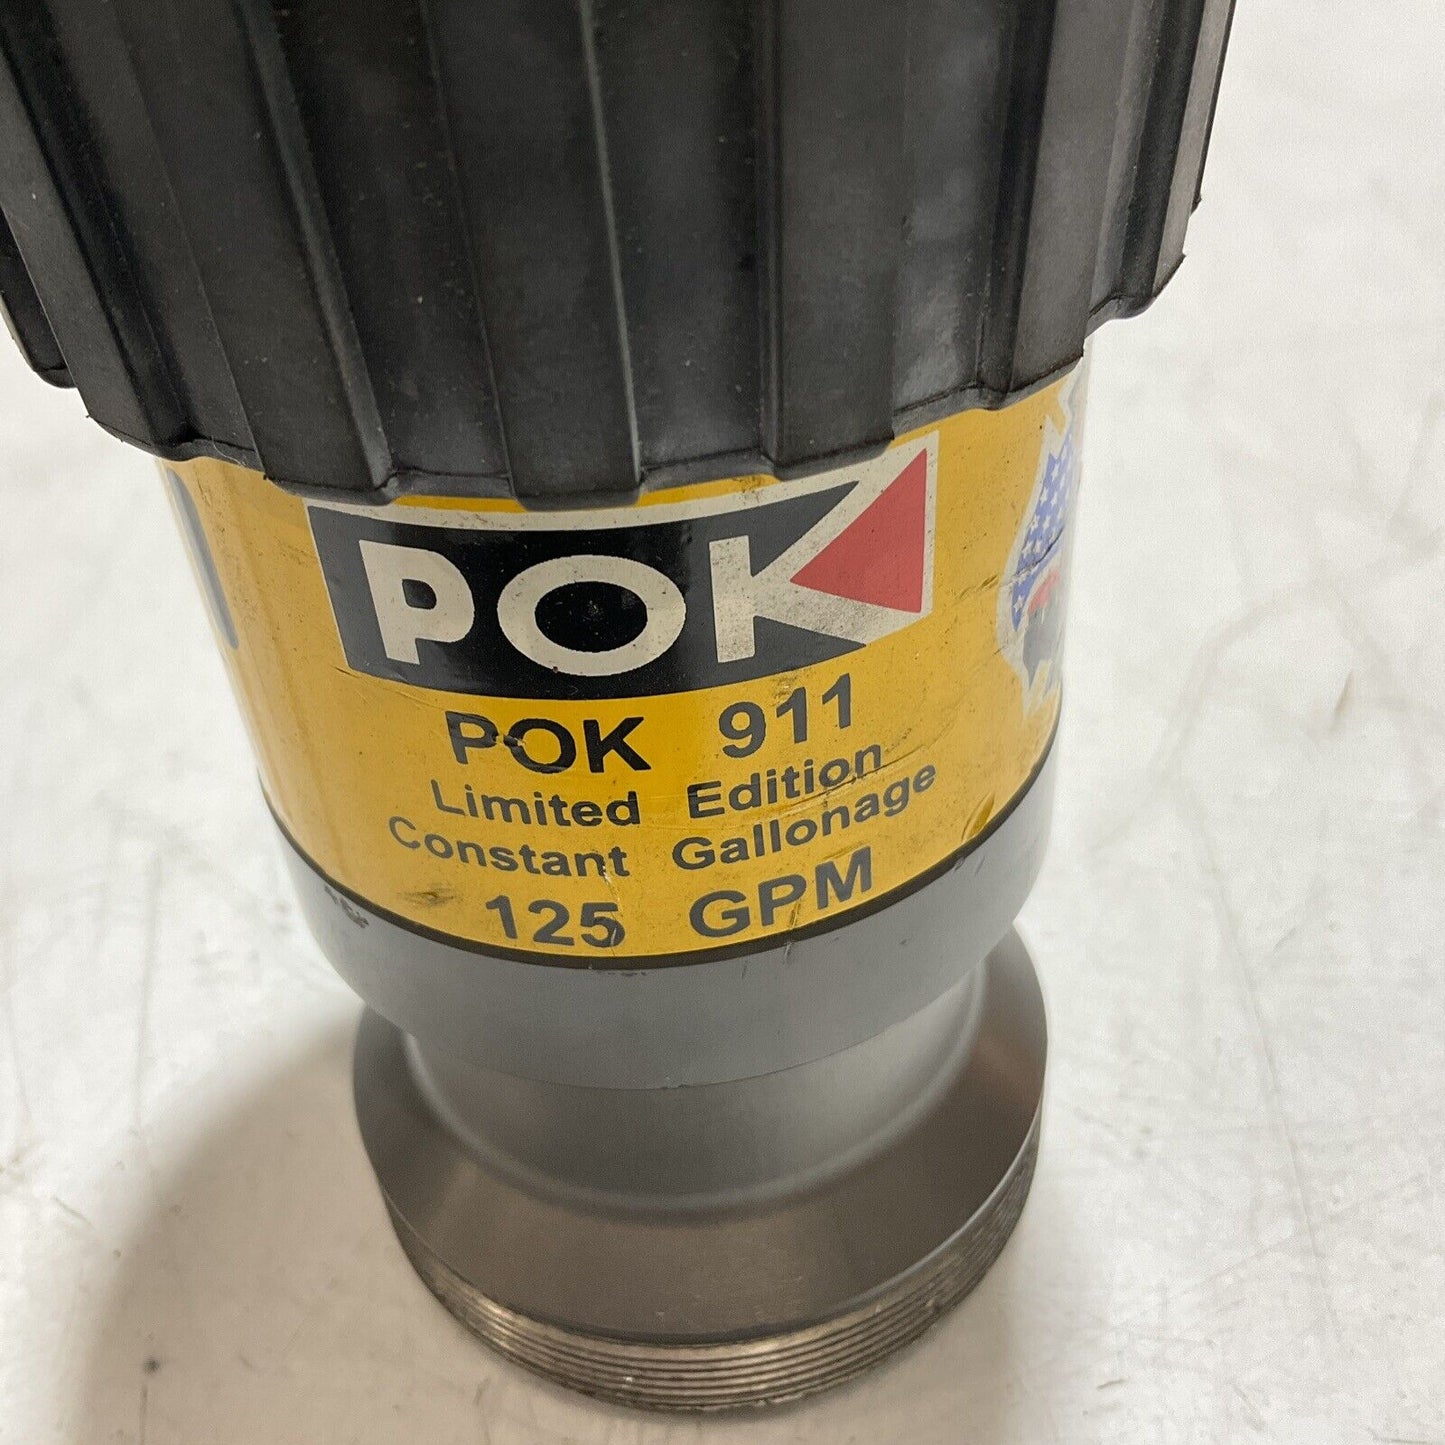 POK
POK 911
Limited Edition
Constant Gallonage
125 GPM